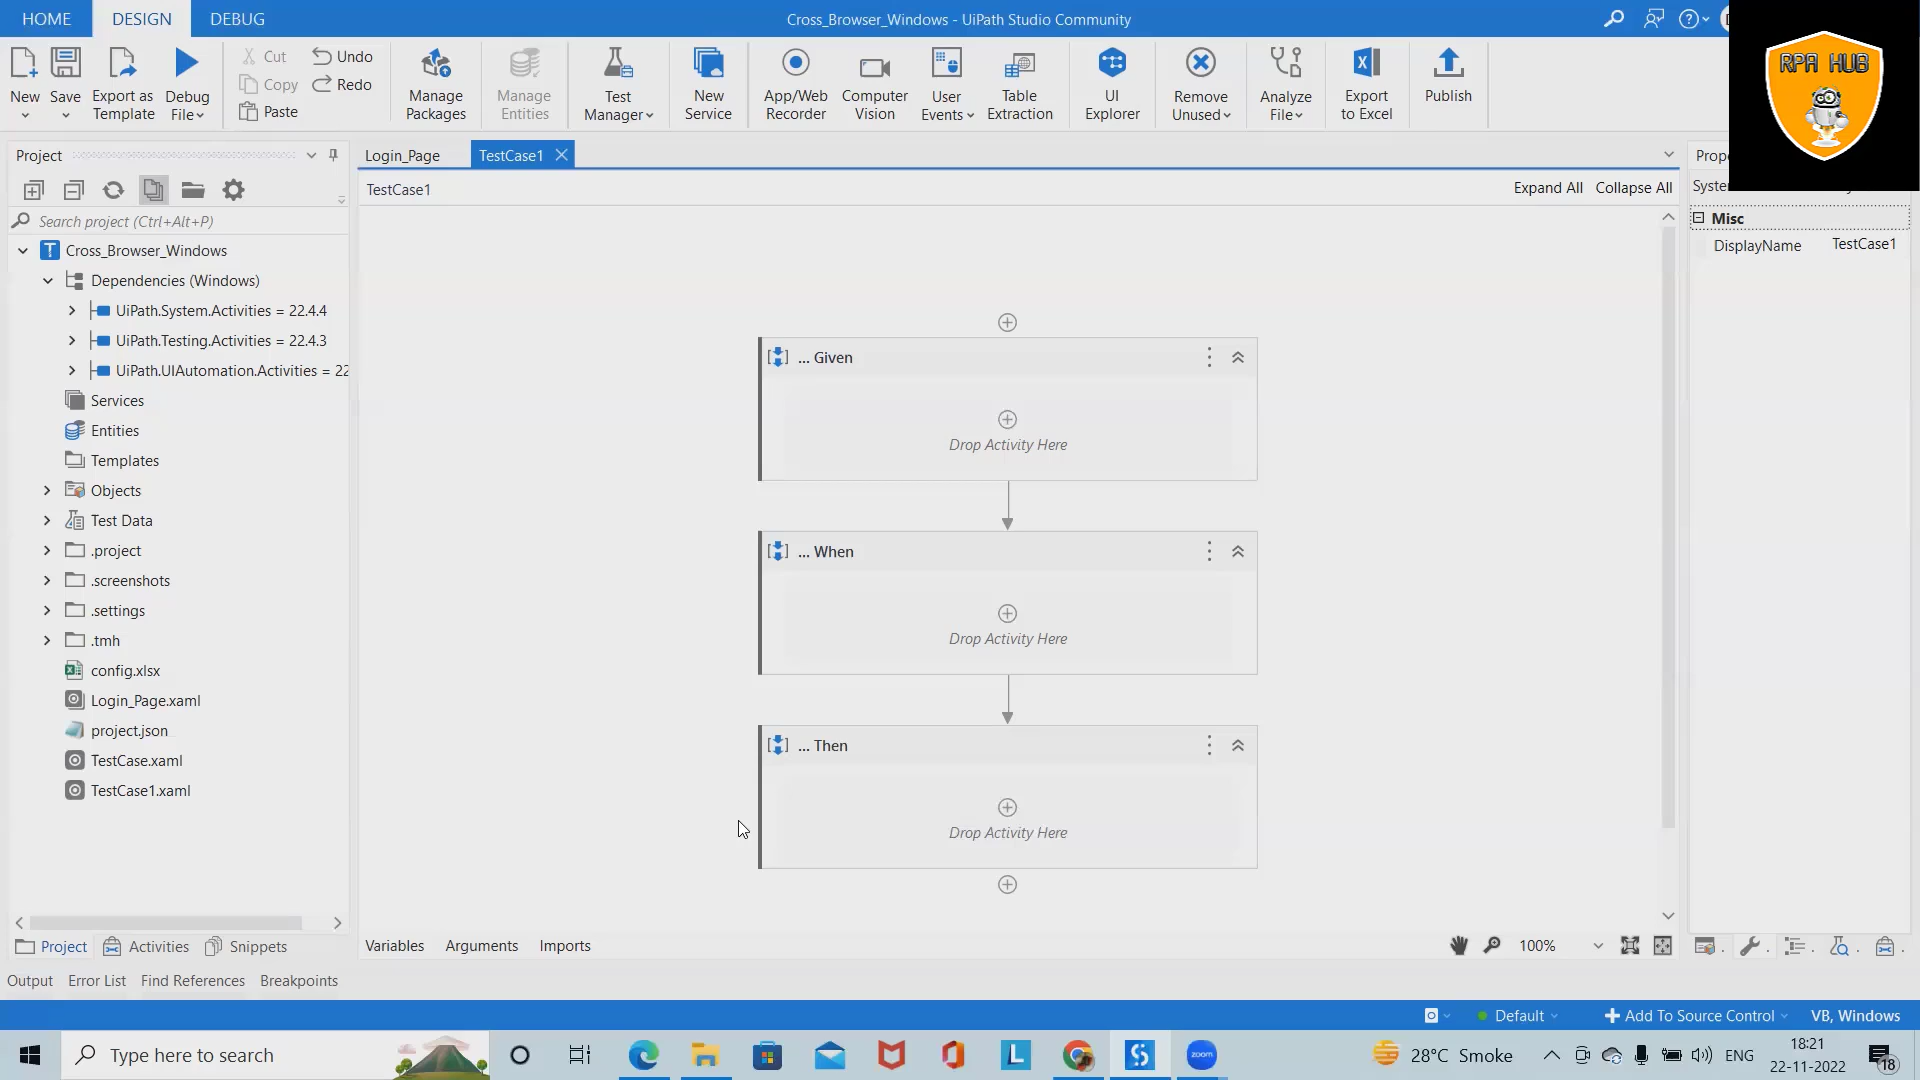 HOME
DESIGN
DEBUG
Cross_Browser_Windows - UiPath Studio Community
New
Save
Export as
Template
Debug
File
Cut
Copy
Paste
Undo
Redo
Manage
Packages
Manage
Entities
Test
Manager
New
Service
App/Web
Recorder
Computer
Vision
User
Events
Table
Extraction
UI
Explorer
Remove
Unused
Analyze
File
Export
to Excel
Publish
RPA HUB
Project
Search project (Ctrl+Alt+P)
Cross_Browser_Windows
Dependencies (Windows)
UiPath.System.Activities = 22.4.4
UiPath.Testing.Activities = 22.4.3
UiPath.UIAutomation.Activities = 22
Services
Entities
Templates
Objects
Test Data
.project
.screenshots
.settings
.tmh
config.xlsx
Login_Page.xaml
project.json
TestCase.xaml
TestCase1.xaml
Project
Activities
Snippets
Login_Page
TestCase1
TestCase1
Expand All
Collapse All
... Given
Drop Activity Here
... When
Drop Activity Here
... Then
Drop Activity Here
Variables
Arguments
Imports
100%
Misc
DisplayName
TestCase1
Output
Error List
Find References
Breakpoints
Default
Add To Source Control
VB, Windows
Type here to search
zoom
28°C Smoke
ENG
18:21
22-11-2022
18